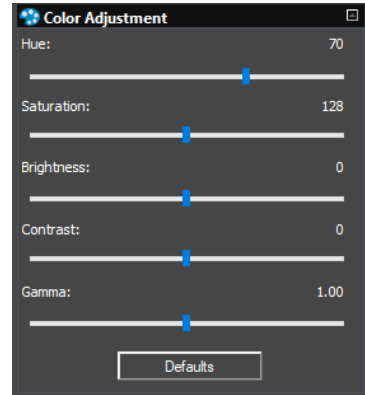 Color Adjustment
Hue: 70
Saturation: 128
Brightness: 0
Contrast: 0
Gamma: 1.00
Defaults